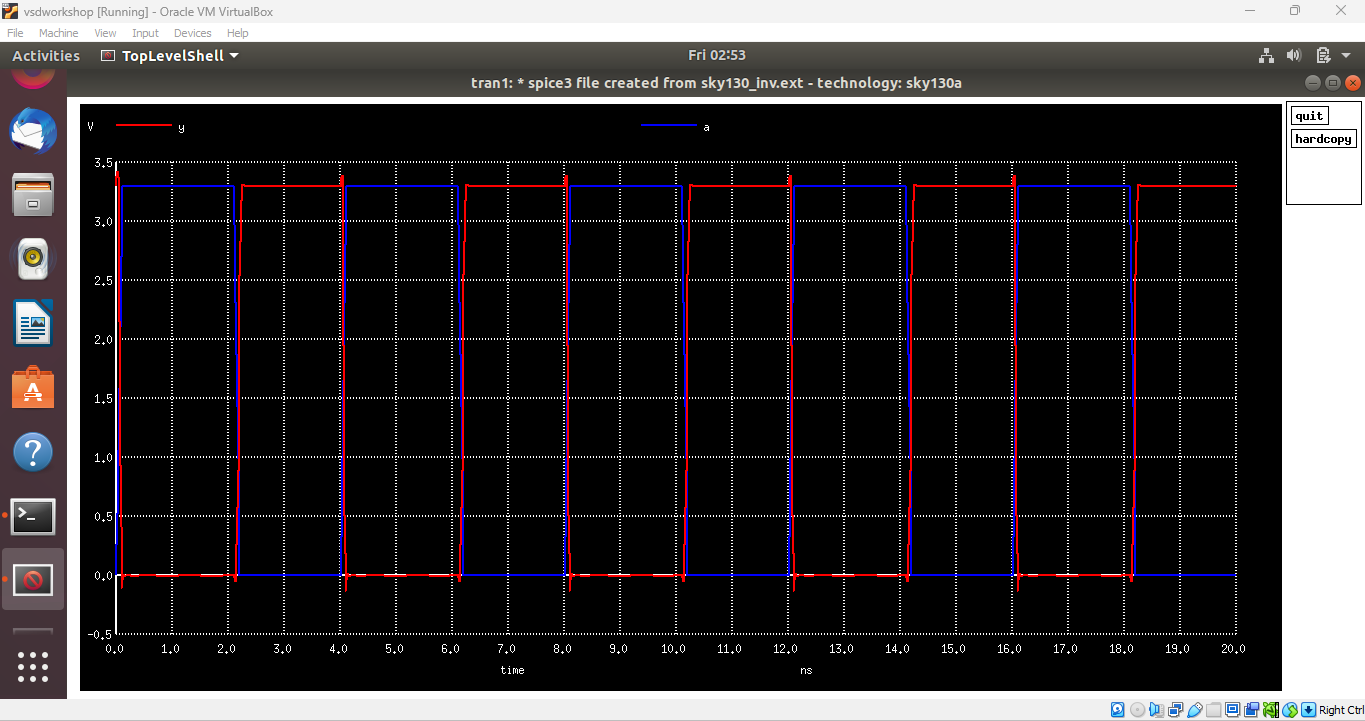 vsdworkshop [Running] - Oracle VM VirtualBox
File Machine View Input Devices Help
Activities TopLevelShell Fri 02:53
tran1: * spice3 file created from sky130_inv.ext - technology: sky130a
V y a
quit
hardcopy
3.5
3.0
2.5
2.0
1.5
1.0
0.5
0.0
-0.5
0.0 1.0 2.0 3.0 4.0 5.0 6.0 7.0 8.0 9.0 10.0 11.0 12.0 13.0 14.0 15.0 16.0 17.0 18.0 19.0 20.0
time ns
Right Ctrl